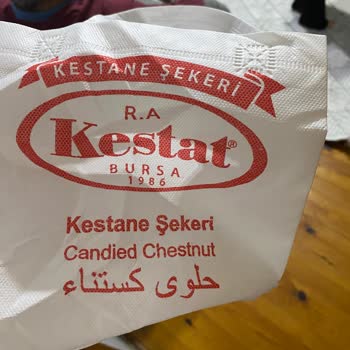 KESTANE ŞEKERİ
R.A
Kestat®
BURSA
1986
Kestane Şekeri
Candied Chestnut
حلوى كستناء